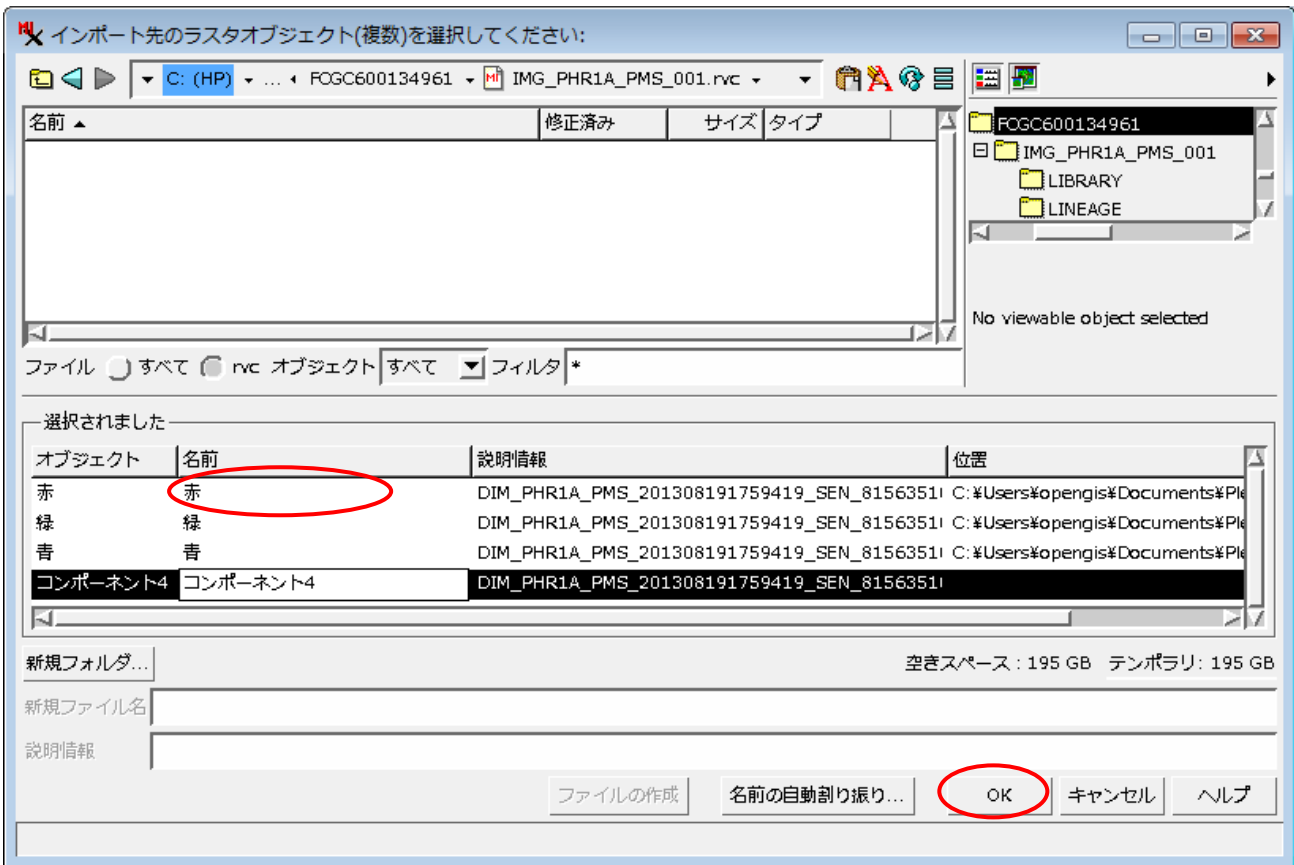 インポート先のラスタオブジェクト(複数)を選択してください:
C: (HP) ... FCGC600134961 IMG_PHR1A_PMS_001.rvc
名前 修正済み サイズ タイプ
FCGC600134961
IMG_PHR1A_PMS_001
LIBRARY
LINEAGE
No viewable object selected
ファイル すべて rvc オブジェクト すべて フィルタ *
選択されました
オブジェクト 名前 説明情報 位置
赤 赤 DIM_PHR1A_PMS_201308191759419_SEN_8156351 C:¥Users¥opengis¥Documents¥Ple
緑 緑 DIM_PHR1A_PMS_201308191759419_SEN_8156351 C:¥Users¥opengis¥Documents¥Ple
青 青 DIM_PHR1A_PMS_201308191759419_SEN_8156351 C:¥Users¥opengis¥Documents¥Ple
コンポーネント4 コンポーネント4 DIM_PHR1A_PMS_201308191759419_SEN_8156351
新規フォルダ... 空きスペース : 195 GB テンポラリ: 195 GB
新規ファイル名
説明情報
ファイルの作成 名前の自動割り振り... OK キャンセル ヘルプ